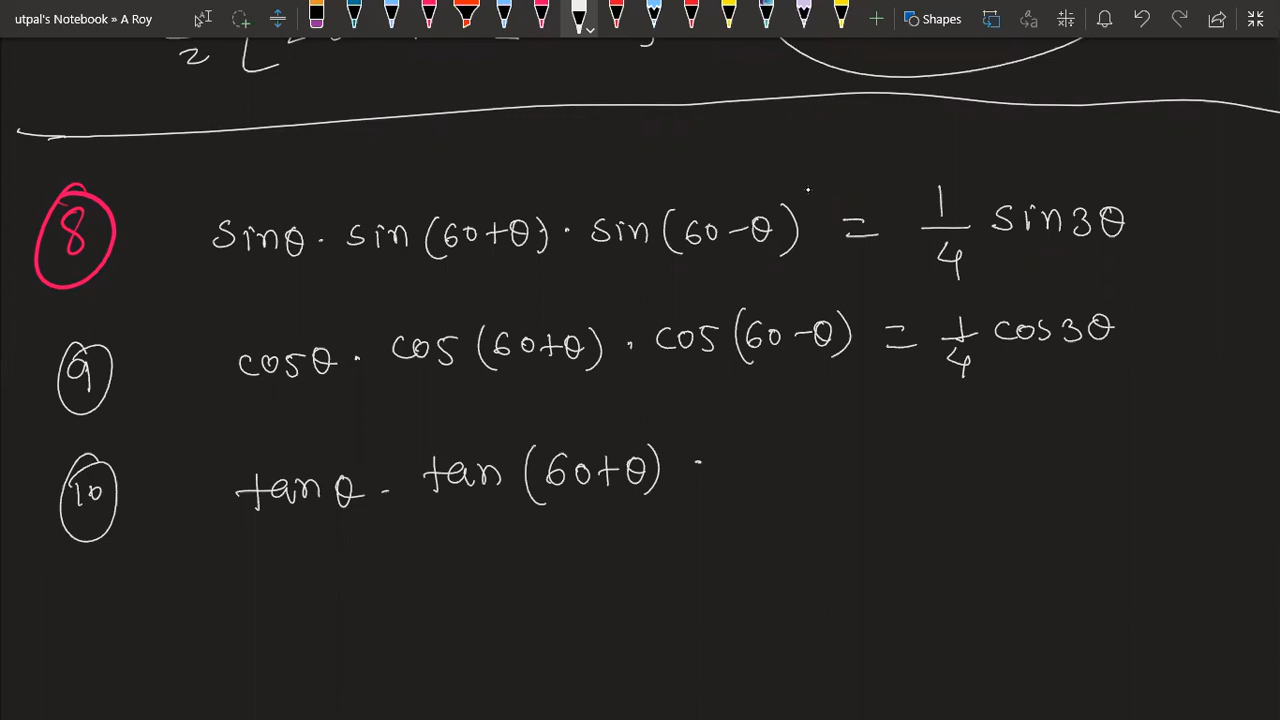 utpal's Notebook » A Roy
Shapes
2
8 sinθ · sin(60+θ) · sin(60-θ) = 1/4 sin3θ
9 cosθ · cos(60+θ) · cos(60-θ) = 1/4 cos3θ
10 tanθ · tan(60+θ) ·